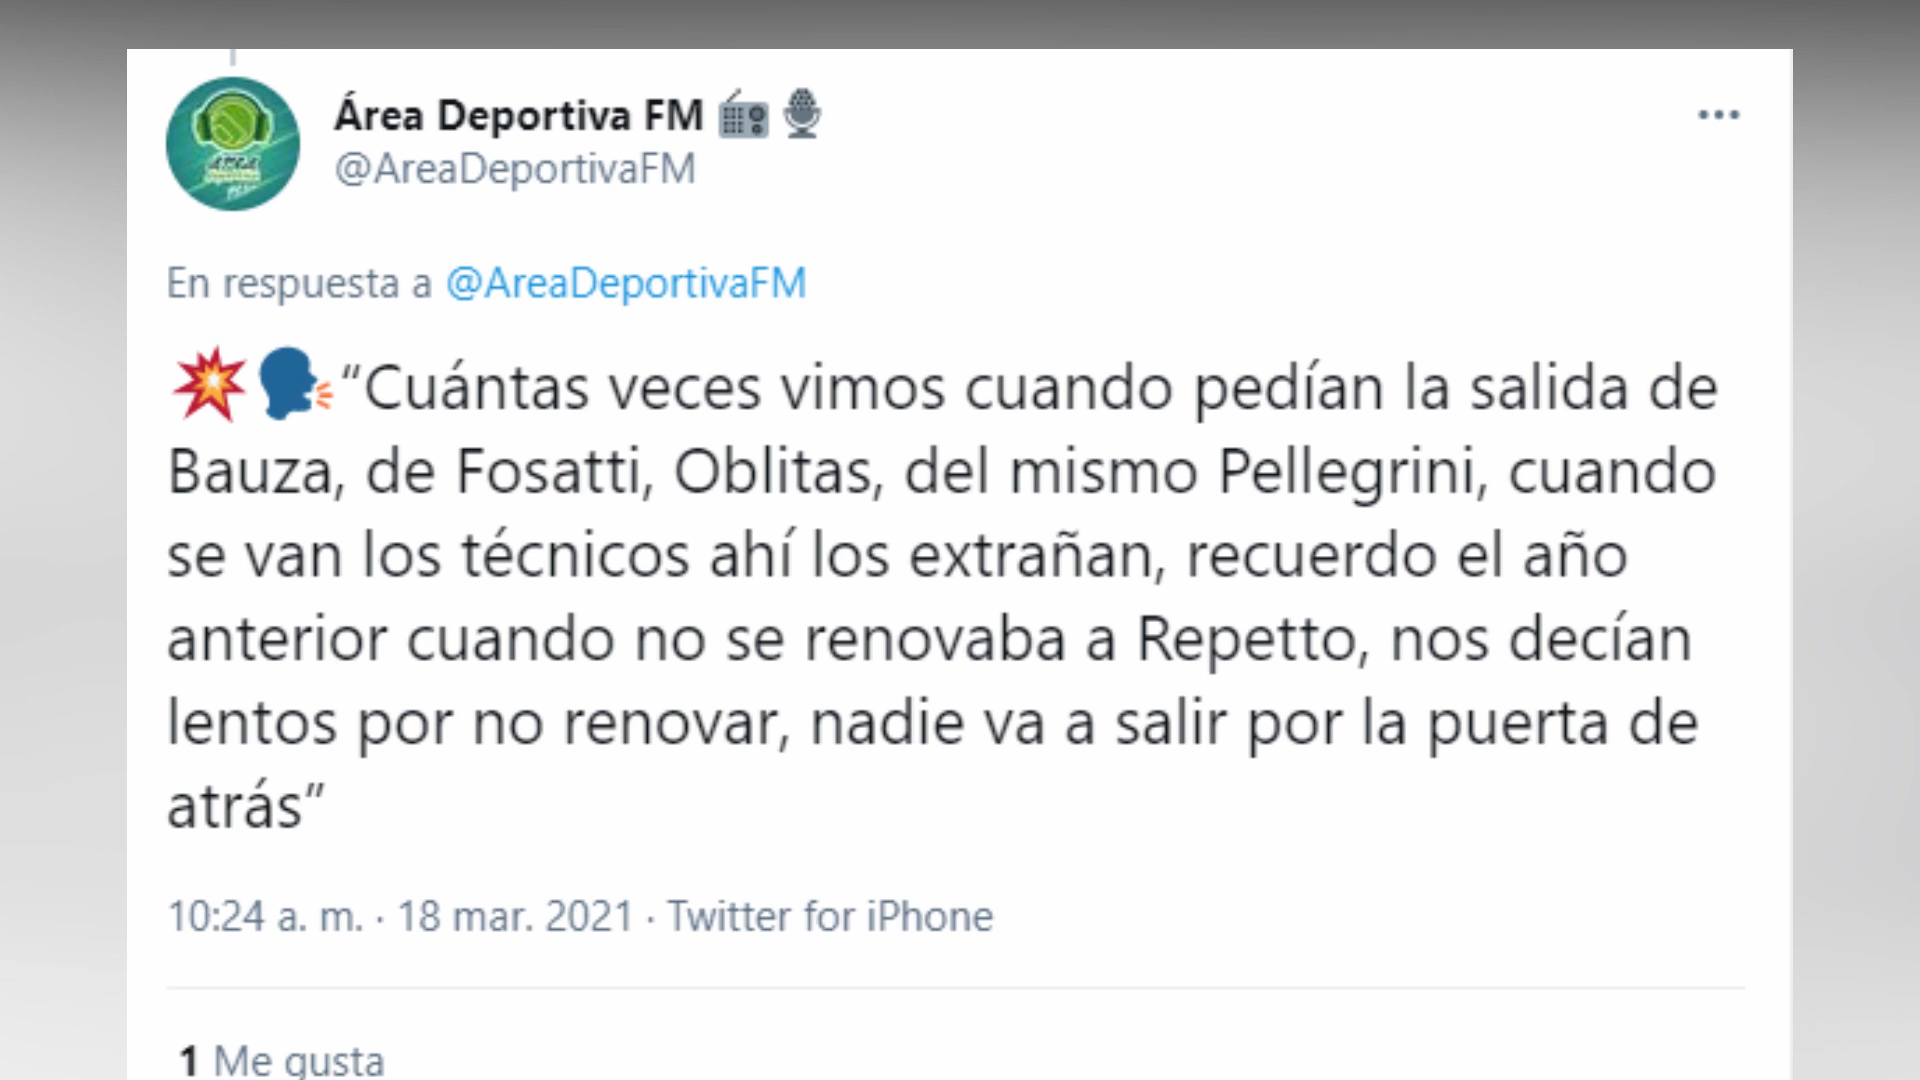 Área Deportiva FM
@AreaDeportivaFM
En respuesta a @AreaDeportivaFM
“Cuántas veces vimos cuando pedían la salida de
Bauza, de Fosatti, Oblitas, del mismo Pellegrini, cuando
se van los técnicos ahí los extrañan, recuerdo el año
anterior cuando no se renovaba a Repetto, nos decían
lentos por no renovar, nadie va a salir por la puerta de
atrás”
10:24 a. m. · 18 mar. 2021 · Twitter for iPhone
1 Me gusta